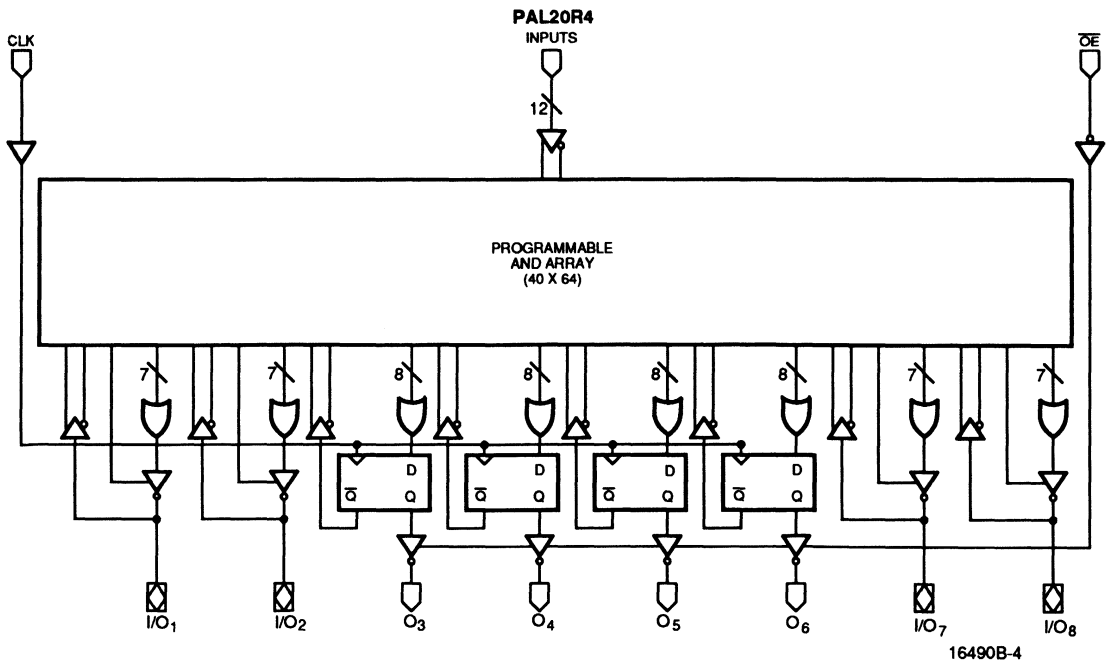 PAL20R4
INPUTS
CLK
OE
12
PROGRAMMABLE
AND ARRAY
(40 X 64)
7
7
8
8
8
8
7
7
D
D
D
D
Q̅ Q
Q̅ Q
Q̅ Q
Q̅ Q
I/O₁
I/O₂
O₃
O₄
O₅
O₆
I/O₇
I/O₈
16490B-4